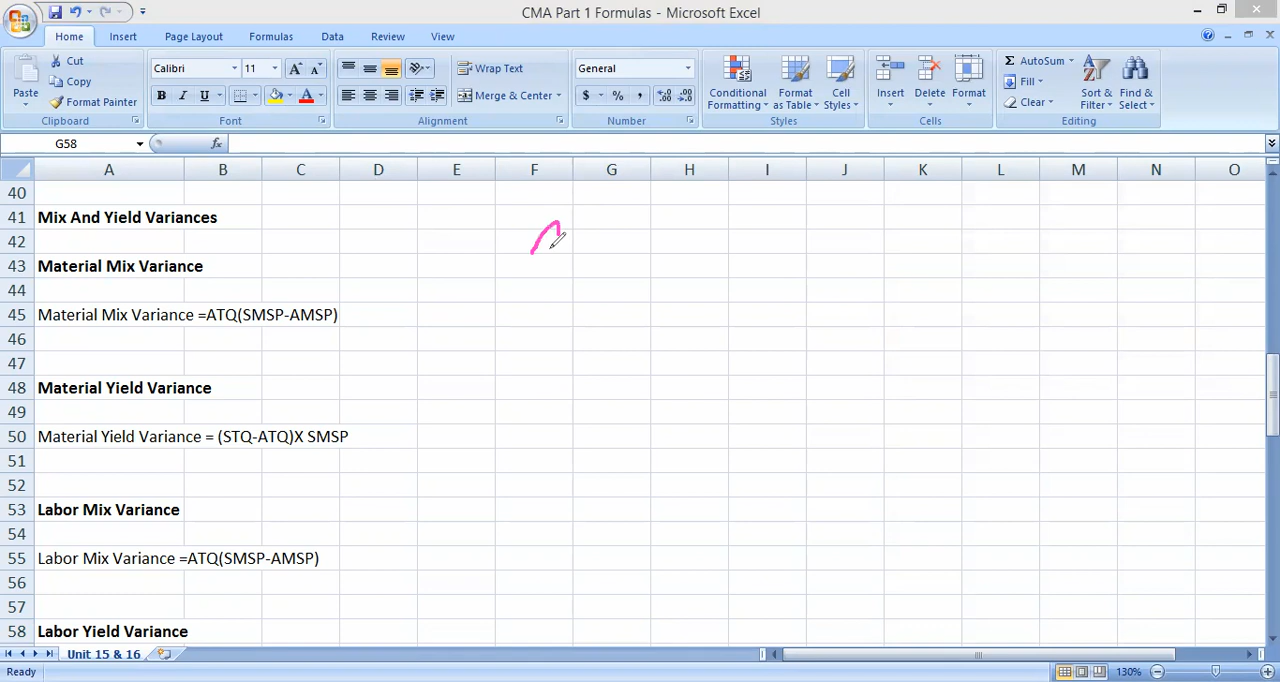 CMA Part 1 Formulas - Microsoft Excel
Home Insert Page Layout Formulas Data Review View
Paste
Cut
Copy
Format Painter
Clipboard
Calibri 11
B I U
Font
Wrap Text
Merge & Center
Alignment
General
$ % ,
Number
Conditional Formatting
Format as Table
Cell Styles
Styles
Insert Delete Format
Cells
Σ AutoSum
Fill
Clear
Sort & Filter
Find & Select
Editing
G58 fx
A B C D E F G H I J K L M N O
40
41 Mix And Yield Variances
42
43 Material Mix Variance
44
45 Material Mix Variance =ATQ(SMSP-AMSP)
46
47
48 Material Yield Variance
49
50 Material Yield Variance = (STQ-ATQ)X SMSP
51
52
53 Labor Mix Variance
54
55 Labor Mix Variance =ATQ(SMSP-AMSP)
56
57
58 Labor Yield Variance
Unit 15 & 16
Ready 130%